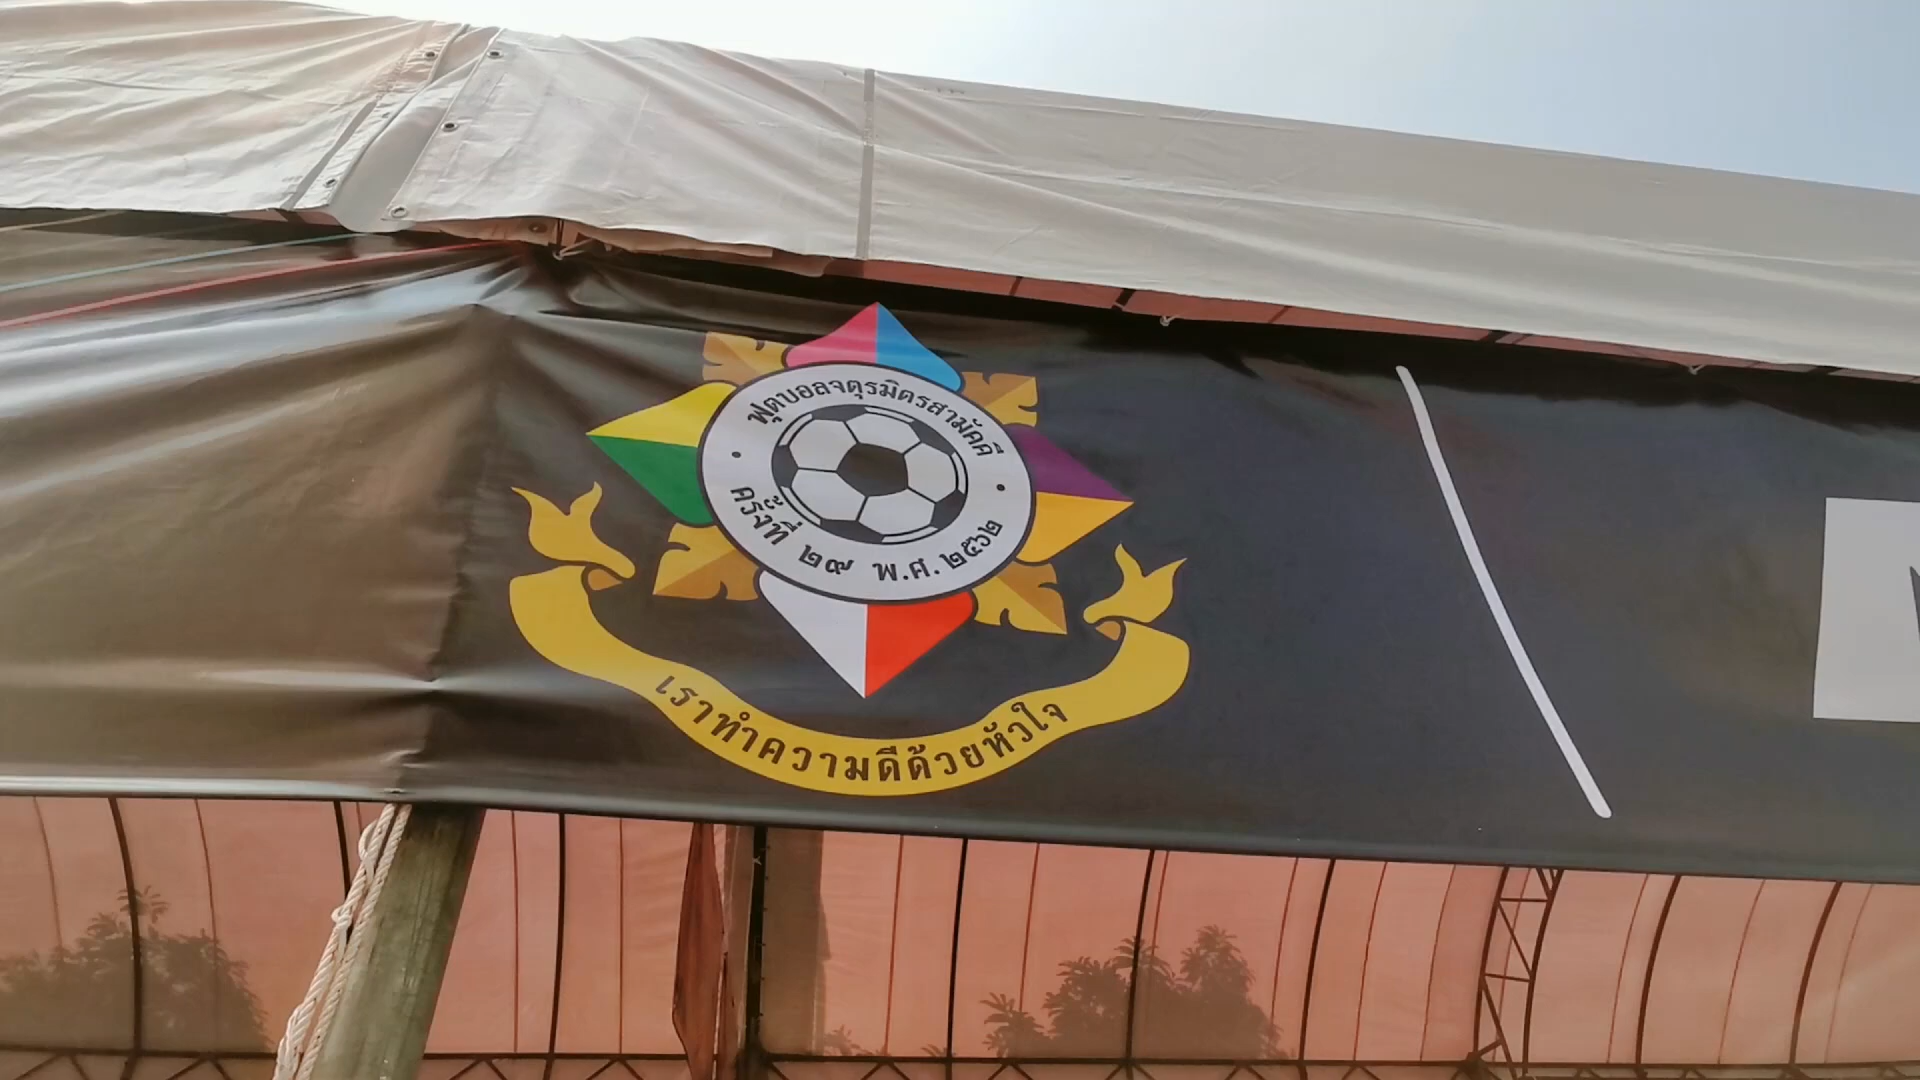 ฟุตบอลจตุรมิตรสามัคคี
ครั้งที่ ๒๙ พ.ศ. ๒๕๖๒
เราทำความดีด้วยหัวใจ